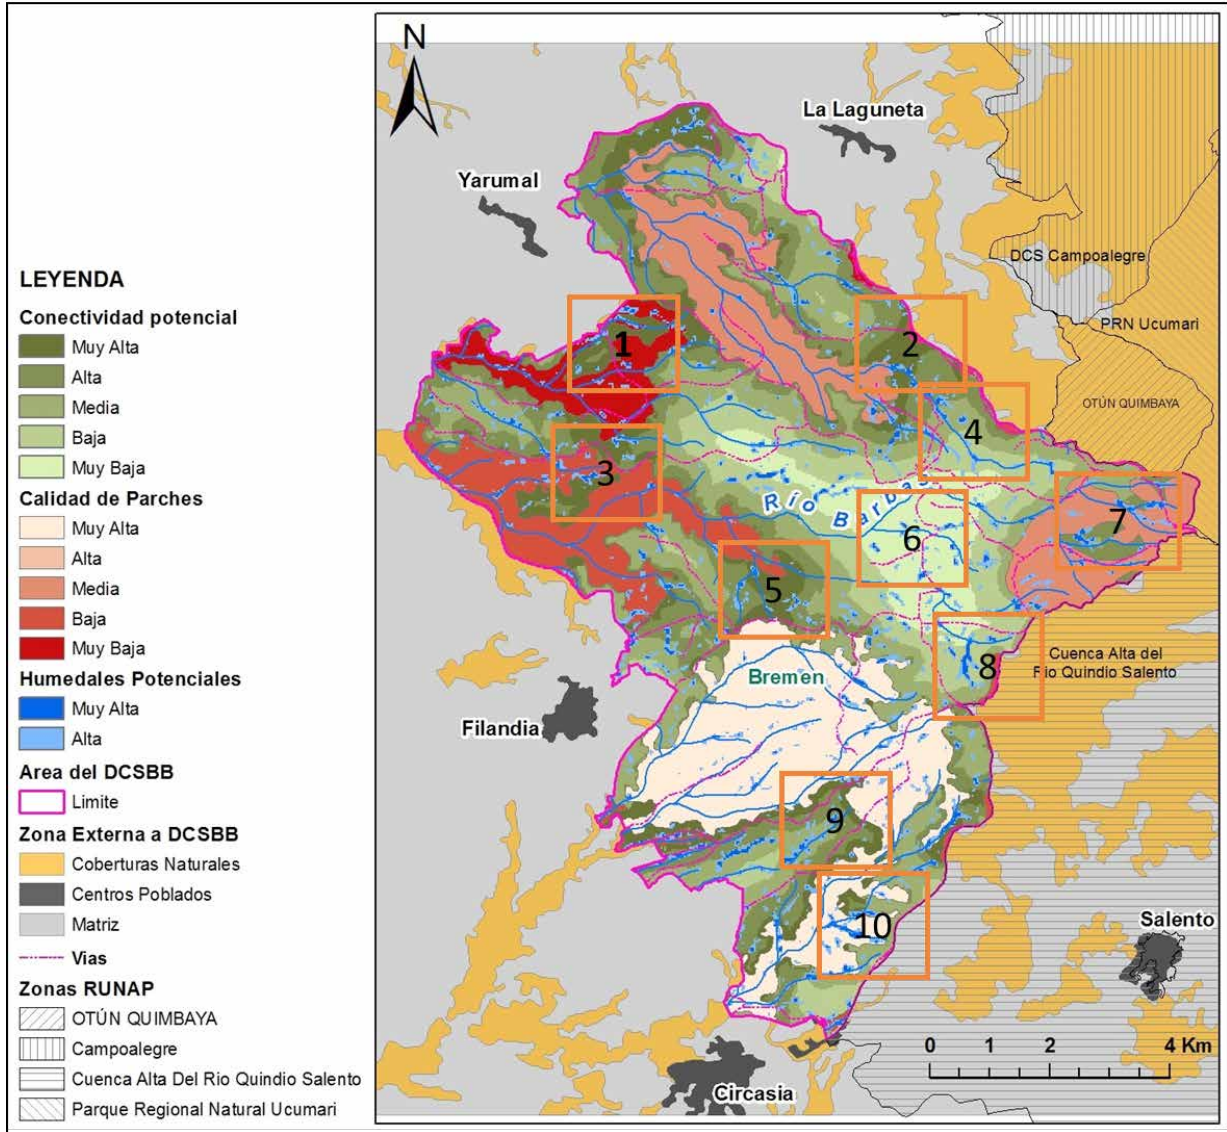 LEYENDA
Conectividad potencial
Muy Alta
Alta
Media
Baja
Muy Baja
Calidad de Parches
Muy Alta
Alta
Media
Baja
Muy Baja
Humedales Potenciales
Muy Alta
Alta
Area del DCSBB
Limite
Zona Externa a DCSBB
Coberturas Naturales
Centros Poblados
Matriz
Vias
Zonas RUNAP
OTÚN QUIMBAYA
Campoalegre
Cuenca Alta Del Rio Quindio Salento
Parque Regional Natural Ucumari
N
La Laguneta
Yarumal
DCS Campoalegre
PRN Ucumari
1
2
OTÚN QUIMBAYA
4
3
Río Barbas
7
6
5
Cuenca Alta del
Rio Quindio Salento
8
Bremen
Filandia
9
10
Salento
0 1 2 4 Km
Circasia